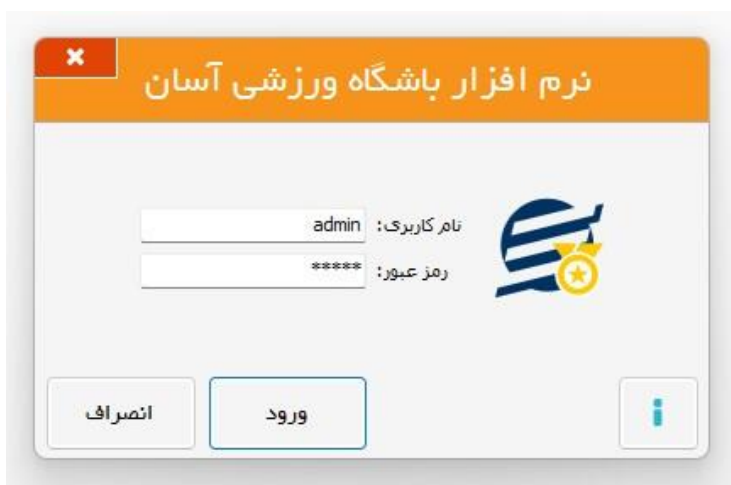 نرم افزار باشگاه ورزشی آسان
نام کاربری: admin
رمز عبور: *****
ورود
انصراف